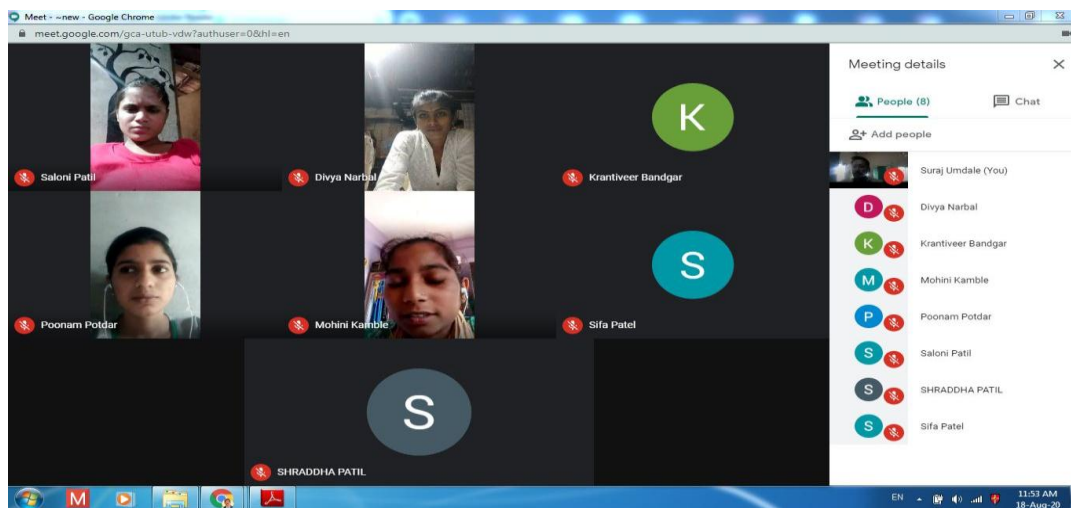 Meet - ~new - Google Chrome
meet.google.com/gca-utub-vdw?authuser=0&hl=en
Saloni Patil
Divya Narbal
K
Krantiveer Bandgar
Poonam Potdar
Mohini Kamble
S
Sifa Patel
S
SHRADDHA PATIL
Meeting details
People (8)
Chat
Add people
Suraj Umdale (You)
D
Divya Narbal
K
Krantiveer Bandgar
M
Mohini Kamble
P
Poonam Potdar
S
Saloni Patil
S
SHRADDHA PATIL
S
Sifa Patel
M
EN
11:53 AM
18-Aug-20